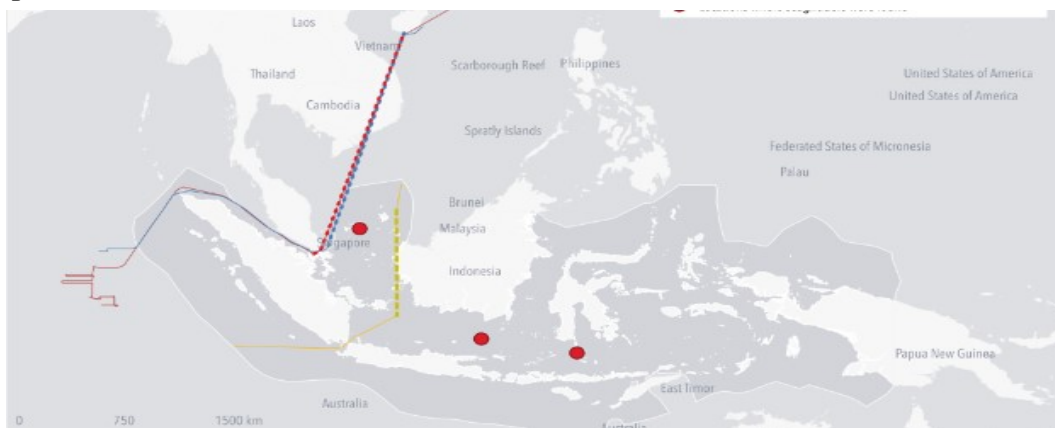 Laos
Vietnam
Thailand
Scarborough Reef
Philippines
United States of America
United States of America
Cambodia
Spratly Islands
Federated States of Micronesia
Palau
Brunei
Malaysia
Singapore
Indonesia
Papua New Guinea
East Timor
Australia
Australia
0 750 1500 km